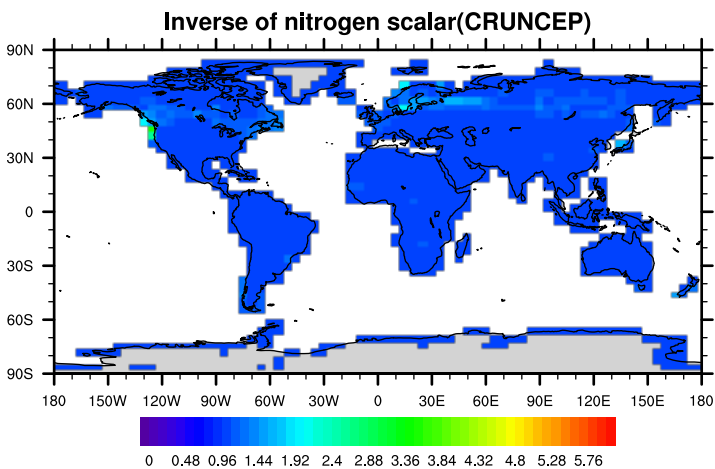 Inverse of nitrogen scalar(CRUNCEP)
90N
60N
30N
0
30S
60S
90S
180 150W 120W 90W 60W 30W 0 30E 60E 90E 120E 150E 180
0 0.48 0.96 1.44 1.92 2.4 2.88 3.36 3.84 4.32 4.8 5.28 5.76